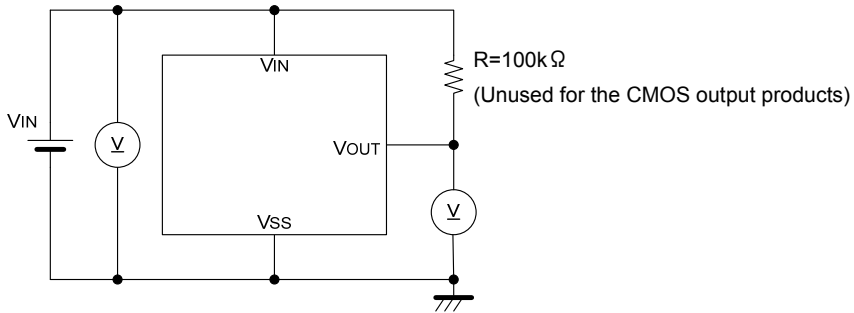 VIN
R=100kΩ
(Unused for the CMOS output products)
VIN
V
VOUT
V
VSS